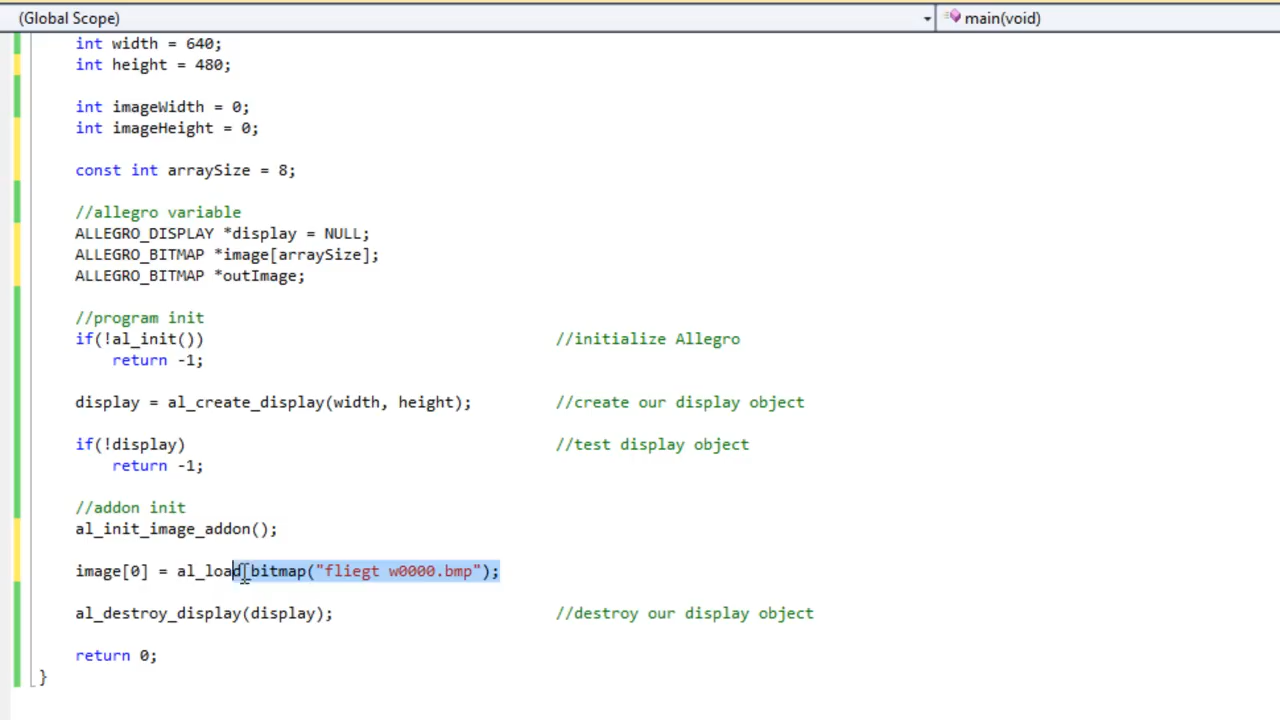 (Global Scope) main(void)
int width = 640;
int height = 480;
int imageWidth = 0;
int imageHeight = 0;
const int arraySize = 8;
//allegro variable
ALLEGRO_DISPLAY *display = NULL;
ALLEGRO_BITMAP *image[arraySize];
ALLEGRO_BITMAP *outImage;
//program init
if(!al_init()) //initialize Allegro
return -1;
display = al_create_display(width, height); //create our display object
if(!display) //test display object
return -1;
//addon init
al_init_image_addon();
image[0] = al_load_bitmap("fliegt w0000.bmp");
al_destroy_display(display); //destroy our display object
return 0;
}